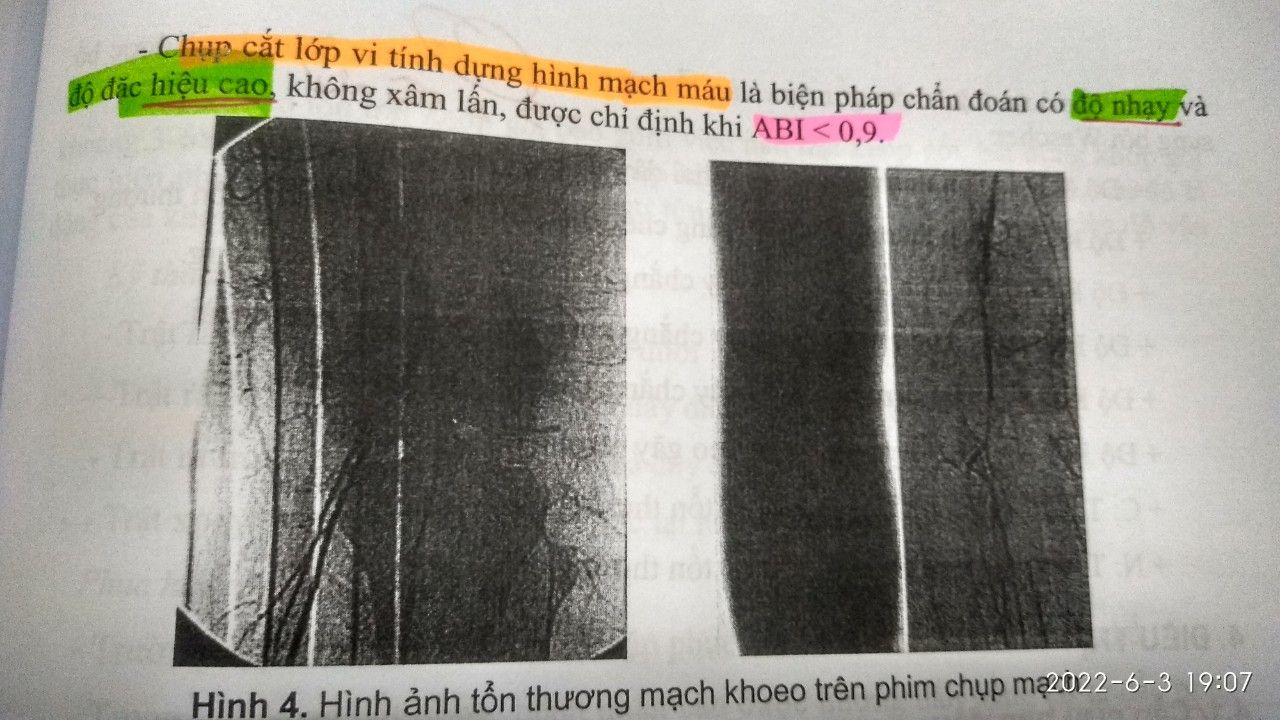 - Chụp cắt lớp vi tính dựng hình mạch máu là biện pháp chẩn đoán có độ nhạy và
độ đặc hiệu cao, không xâm lấn, được chỉ định khi ABI < 0,9.
Hình 4. Hình ảnh tổn thương mạch khoeo trên phim chụp
2022-6-3 19:07